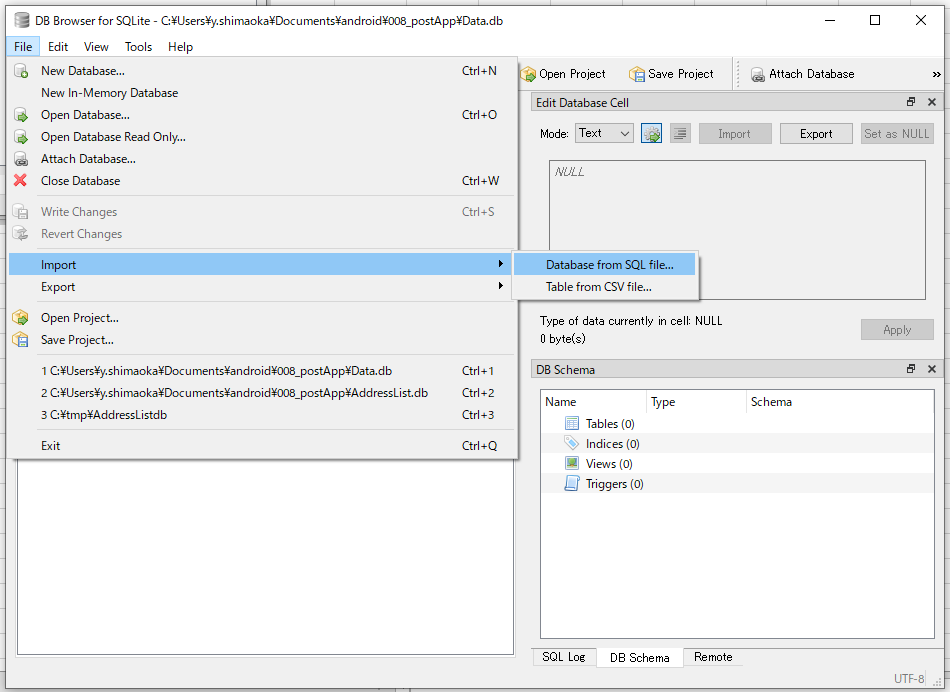 DB Browser for SQLite - C:¥Users¥y.shimaoka¥Documents¥android¥008_postApp¥Data.db
File Edit View Tools Help
New Database... Ctrl+N
New In-Memory Database
Open Database... Ctrl+O
Open Database Read Only...
Attach Database...
Close Database Ctrl+W
Write Changes Ctrl+S
Revert Changes
Import
Export
Open Project...
Save Project...
1 C:¥Users¥y.shimaoka¥Documents¥android¥008_postApp¥Data.db Ctrl+1
2 C:¥Users¥y.shimaoka¥Documents¥android¥008_postApp¥AddressList.db Ctrl+2
3 C:¥tmp¥AddressListdb Ctrl+3
Exit Ctrl+Q
Database from SQL file...
Table from CSV file...
Open Project Save Project Attach Database »
Edit Database Cell
Mode: Text Import Export Set as NULL
NULL
Type of data currently in cell: NULL
0 byte(s)
Apply
DB Schema
Name Type Schema
Tables (0)
Indices (0)
Views (0)
Triggers (0)
SQL Log DB Schema Remote
UTF-8